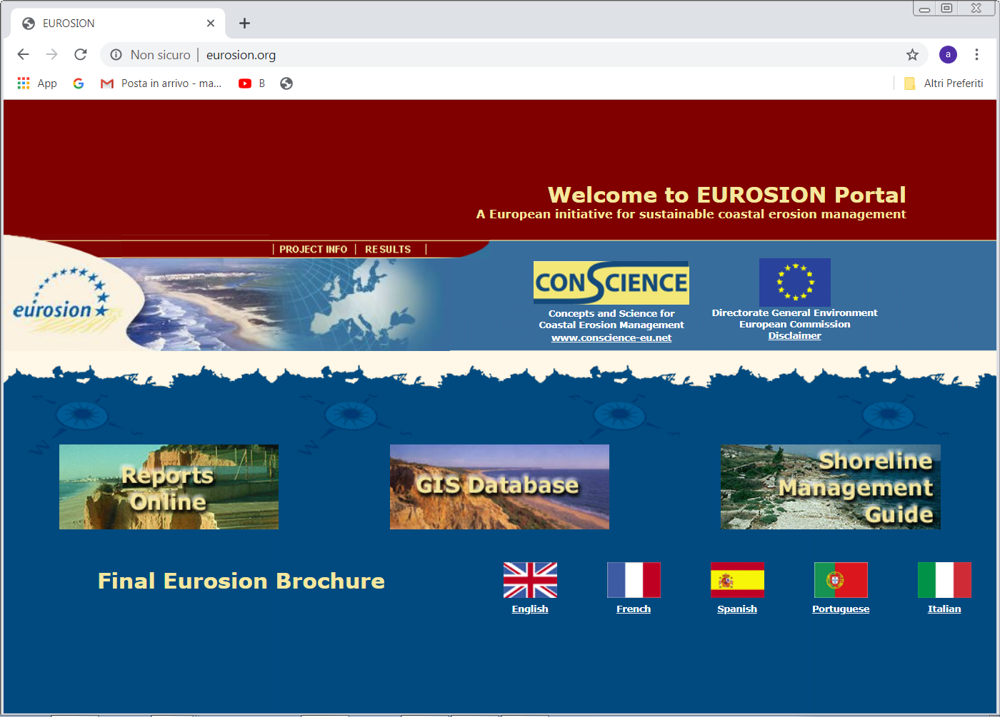 EUROSION
Non sicuro | eurosion.org
a
App
Posta in arrivo - ma...
B
Altri Preferiti
Welcome to EUROSION Portal
A European initiative for sustainable coastal erosion management
| PROJECT INFO | RESULTS |
eurosion
CONSCIENCE
Concepts and Science for
Coastal Erosion Management
www.conscience-eu.net
Directorate General Environment
European Commission
Disclaimer
W S W S
Reports
Online
GIS Database
Shoreline
Management
Guide
Final Eurosion Brochure
English
French
Spanish
Portuguese
Italian